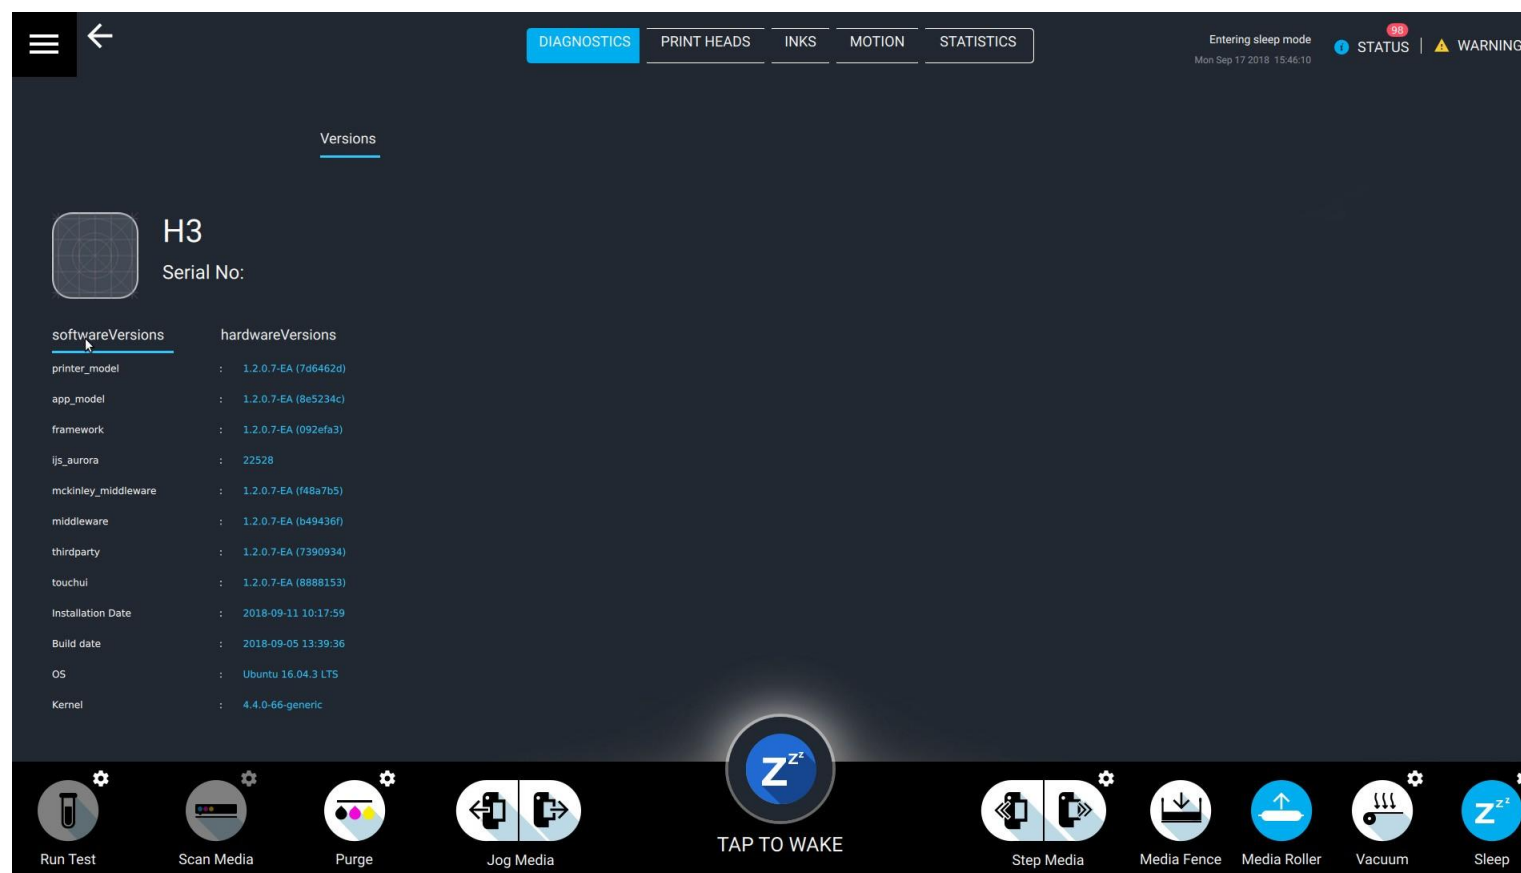 DIAGNOSTICS PRINT HEADS INKS MOTION STATISTICS
Entering sleep mode
Mon Sep 17 2018 15:46:10
98
STATUS | WARNING
Versions
H3
Serial No:
softwareVersions hardwareVersions
printer_model : 1.2.0.7-EA (7d6462d)
app_model : 1.2.0.7-EA (8e5234c)
framework : 1.2.0.7-EA (092efa3)
ijs_aurora : 22528
mckinley_middleware : 1.2.0.7-EA (f48a7b5)
middleware : 1.2.0.7-EA (b49436f)
thirdparty : 1.2.0.7-EA (7390934)
touchui : 1.2.0.7-EA (8888153)
Installation Date : 2018-09-11 10:17:59
Build date : 2018-09-05 13:39:36
OS : Ubuntu 16.04.3 LTS
Kernel : 4.4.0-66-generic
Zzz
TAP TO WAKE
Zzz
Run Test Scan Media Purge Jog Media Step Media Media Fence Media Roller Vacuum Sleep